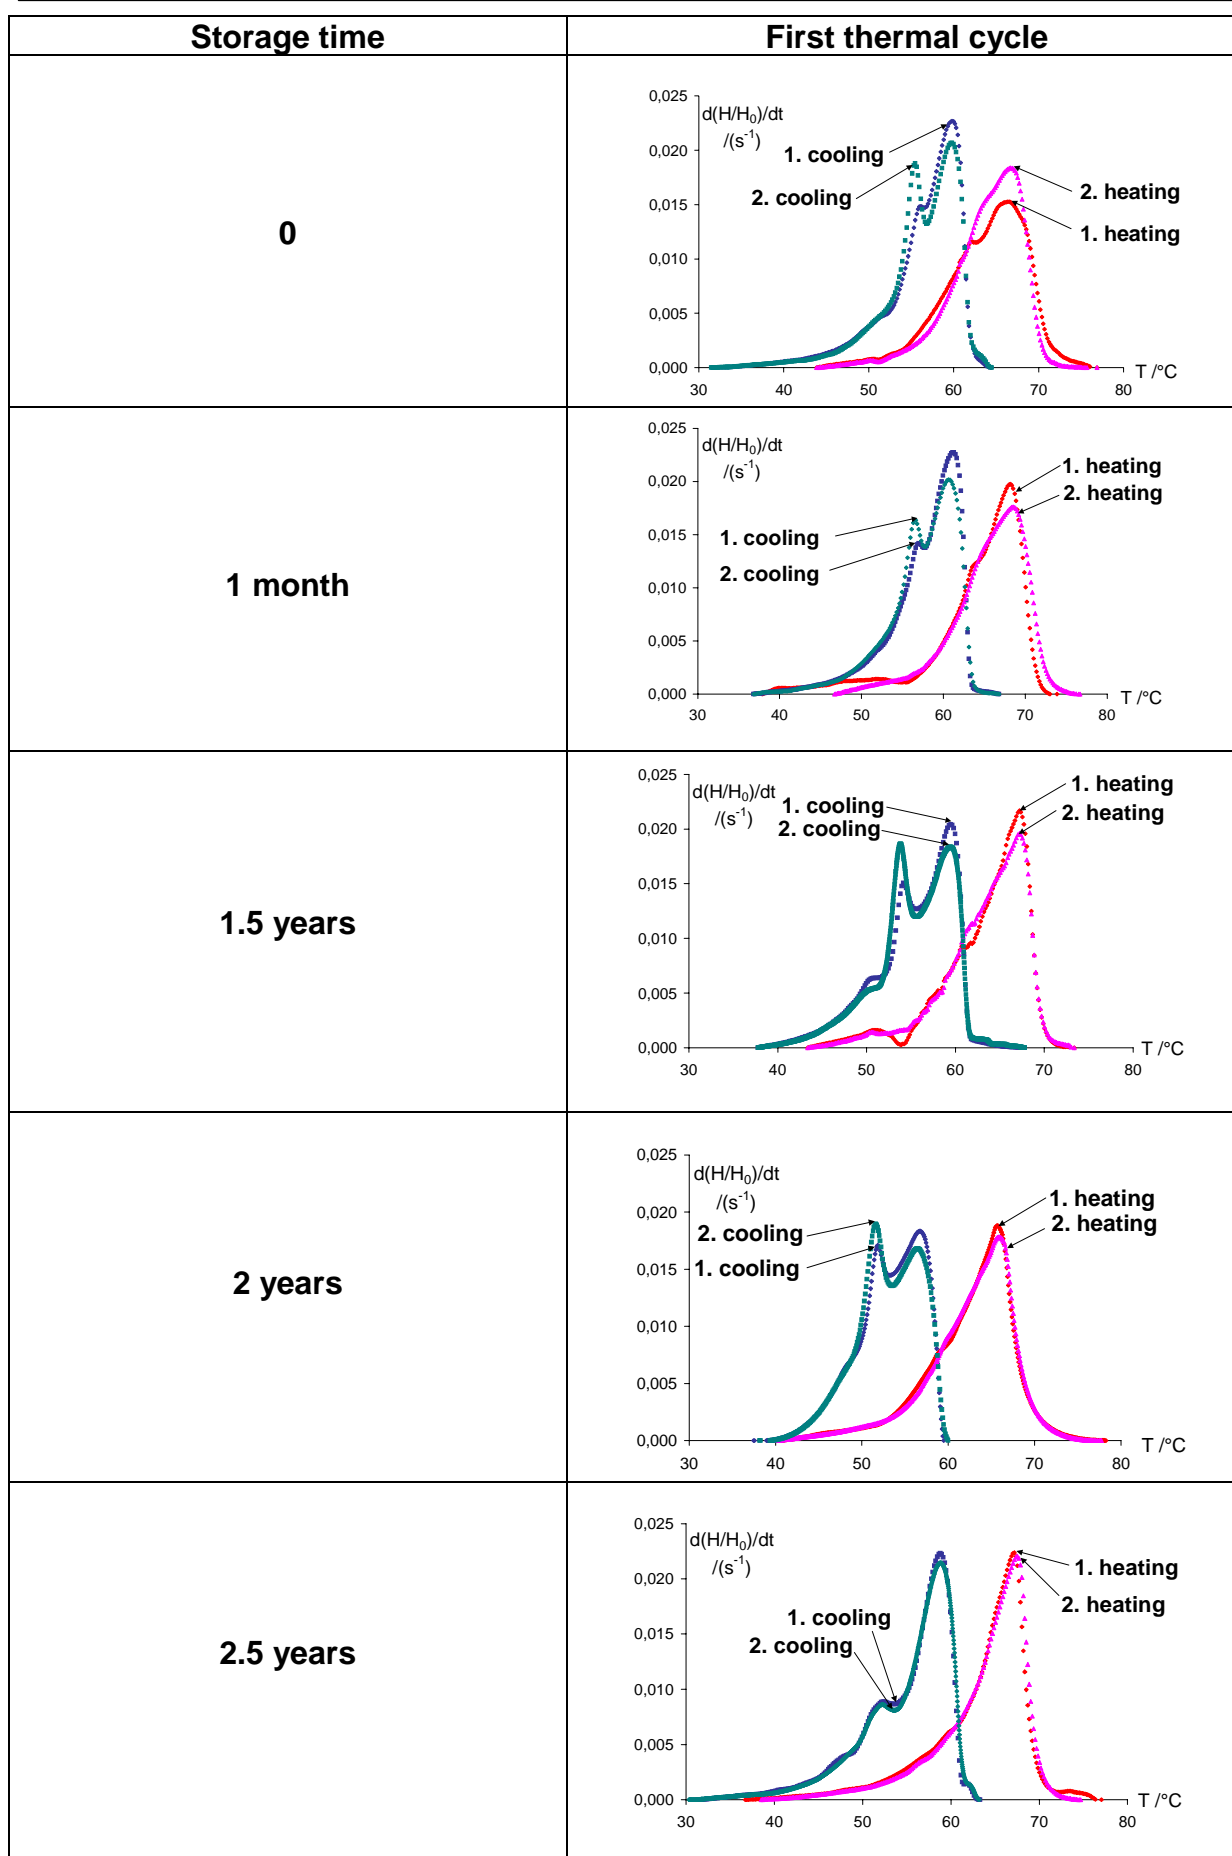 Storage time
First thermal cycle
0
0,025
0,020
0,015
0,010
0,005
0,000
d(H/H0)/dt
/(s-1)
1. cooling
2. cooling
2. heating
1. heating
30 40 50 60 70 80
T /°C
1 month
0,025
0,020
0,015
0,010
0,005
0,000
d(H/H0)/dt
/(s-1)
1. heating
2. heating
1. cooling
2. cooling
30 40 50 60 70 80
T /°C
1.5 years
0,025
0,020
0,015
0,010
0,005
0,000
d(H/H0)/dt
/(s-1)
1. cooling
2. cooling
1. heating
2. heating
30 40 50 60 70 80
T /°C
2 years
0,025
0,020
0,015
0,010
0,005
0,000
d(H/H0)/dt
/(s-1)
2. cooling
1. cooling
1. heating
2. heating
30 40 50 60 70 80
T /°C
2.5 years
0,025
0,020
0,015
0,010
0,005
0,000
d(H/H0)/dt
/(s-1)
1. cooling
2. cooling
1. heating
2. heating
30 40 50 60 70 80
T /°C